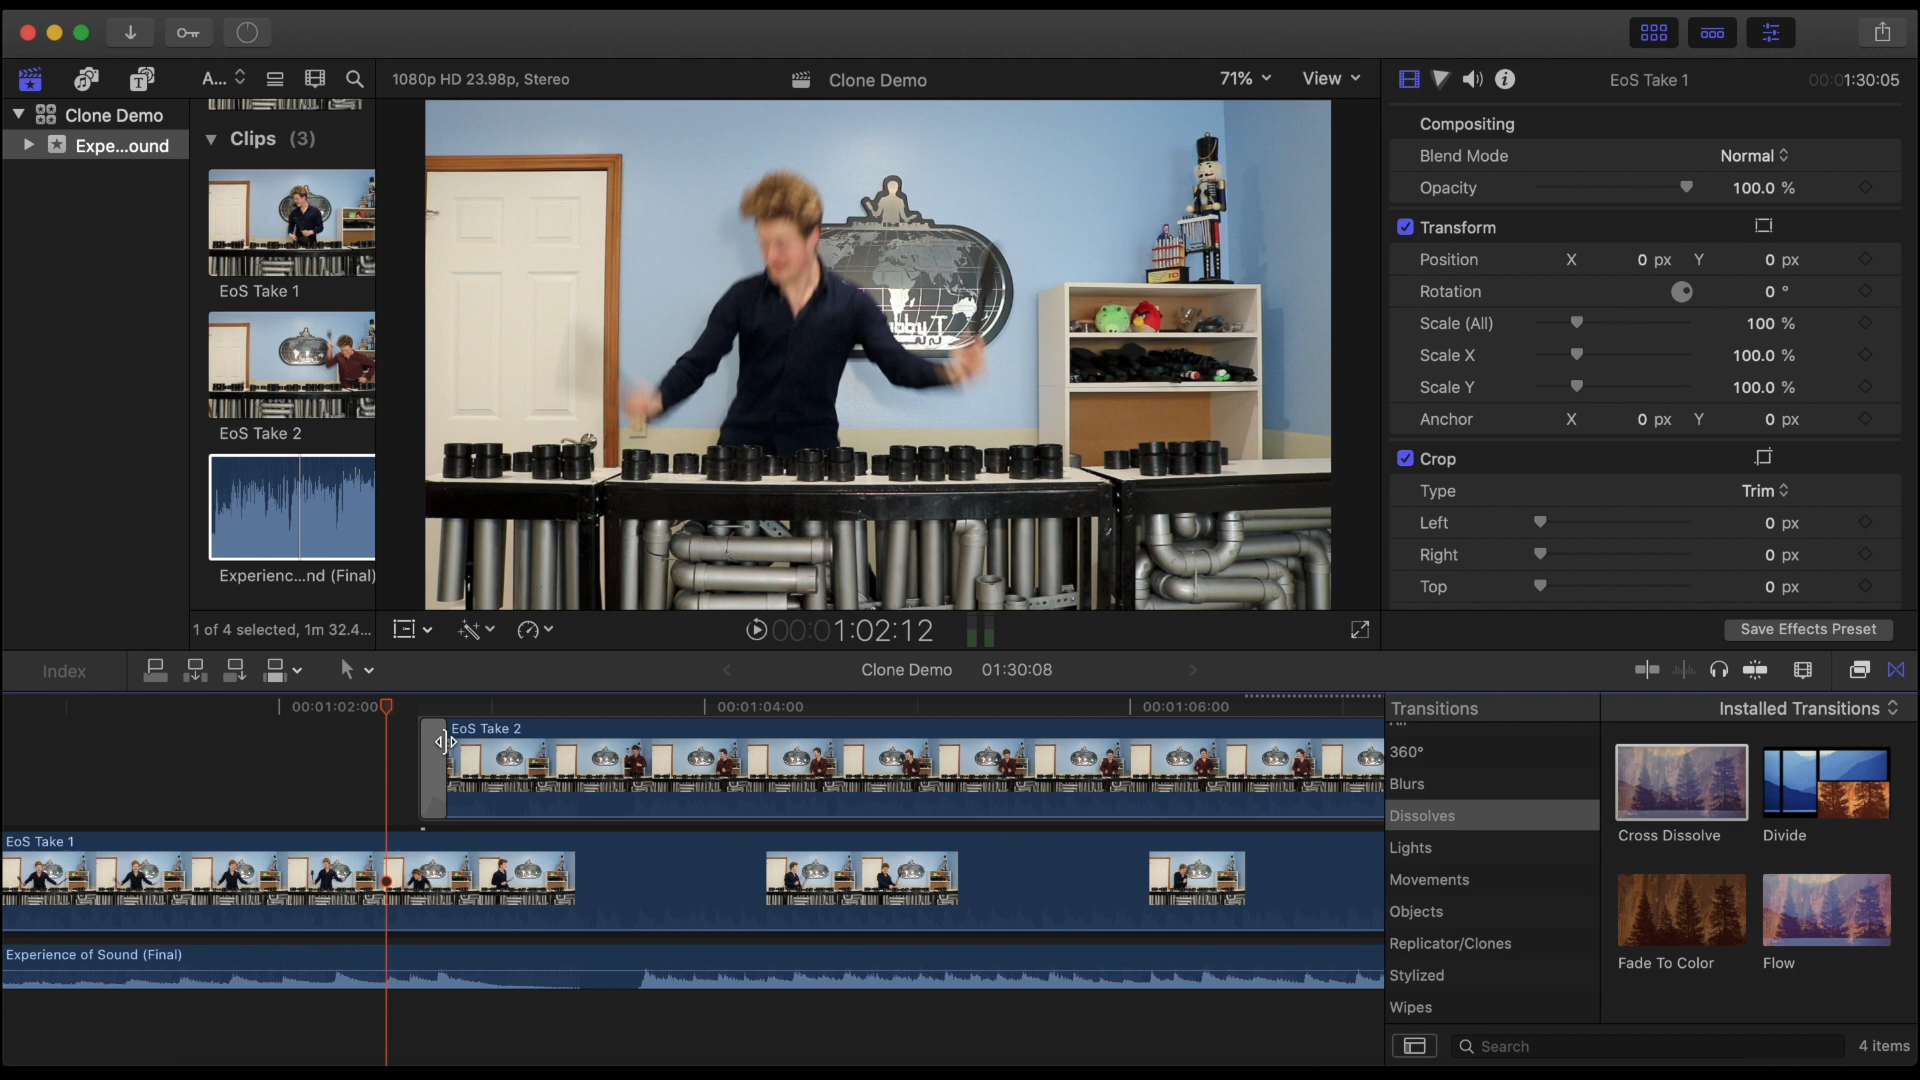 A...
1080p HD 23.98p, Stereo
Clone Demo
71%
View
EoS Take 1
00:01:30:05
Clone Demo
Expe...ound
Clips (3)
EoS Take 1
EoS Take 2
Experienc...nd (Final)
1 of 4 selected, 1m 32.4...
00:01:02:12
Compositing
Blend Mode
Normal
Opacity
100.0 %
Transform
Position
X
0 px
Y
0 px
Rotation
0 °
Scale (All)
100 %
Scale X
100.0 %
Scale Y
100.0 %
Anchor
X
0 px
Y
0 px
Crop
Type
Trim
Left
0 px
Right
0 px
Top
0 px
Save Effects Preset
Index
Clone Demo
01:30:08
00:01:02:00
00:01:04:00
00:01:06:00
EoS Take 2
EoS Take 1
Experience of Sound (Final)
Transitions
Installed Transitions
All
360°
Blurs
Dissolves
Lights
Movements
Objects
Replicator/Clones
Stylized
Wipes
Cross Dissolve
Divide
Fade To Color
Flow
Search
4 items